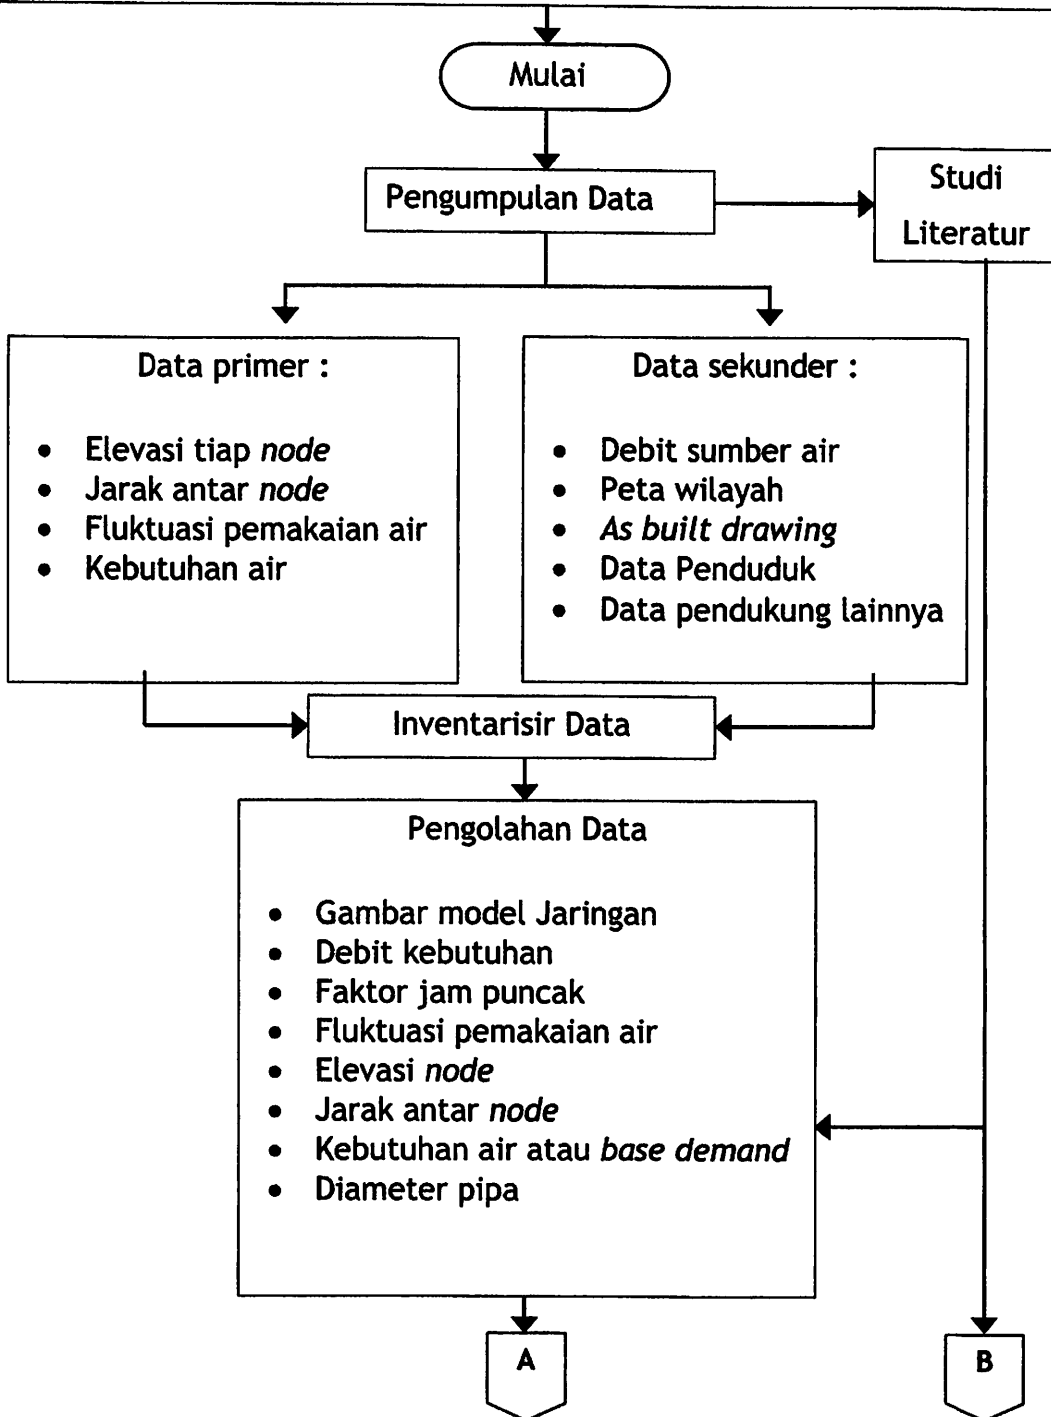 Mulai
Pengumpulan Data
Studi
Literatur
Data primer :
• Elevasi tiap node
• Jarak antar node
• Fluktuasi pemakaian air
• Kebutuhan air
Data sekunder :
• Debit sumber air
• Peta wilayah
• As built drawing
• Data Penduduk
• Data pendukung lainnya
Inventarisir Data
Pengolahan Data
• Gambar model Jaringan
• Debit kebutuhan
• Faktor jam puncak
• Fluktuasi pemakaian air
• Elevasi node
• Jarak antar node
• Kebutuhan air atau base demand
• Diameter pipa
A
B